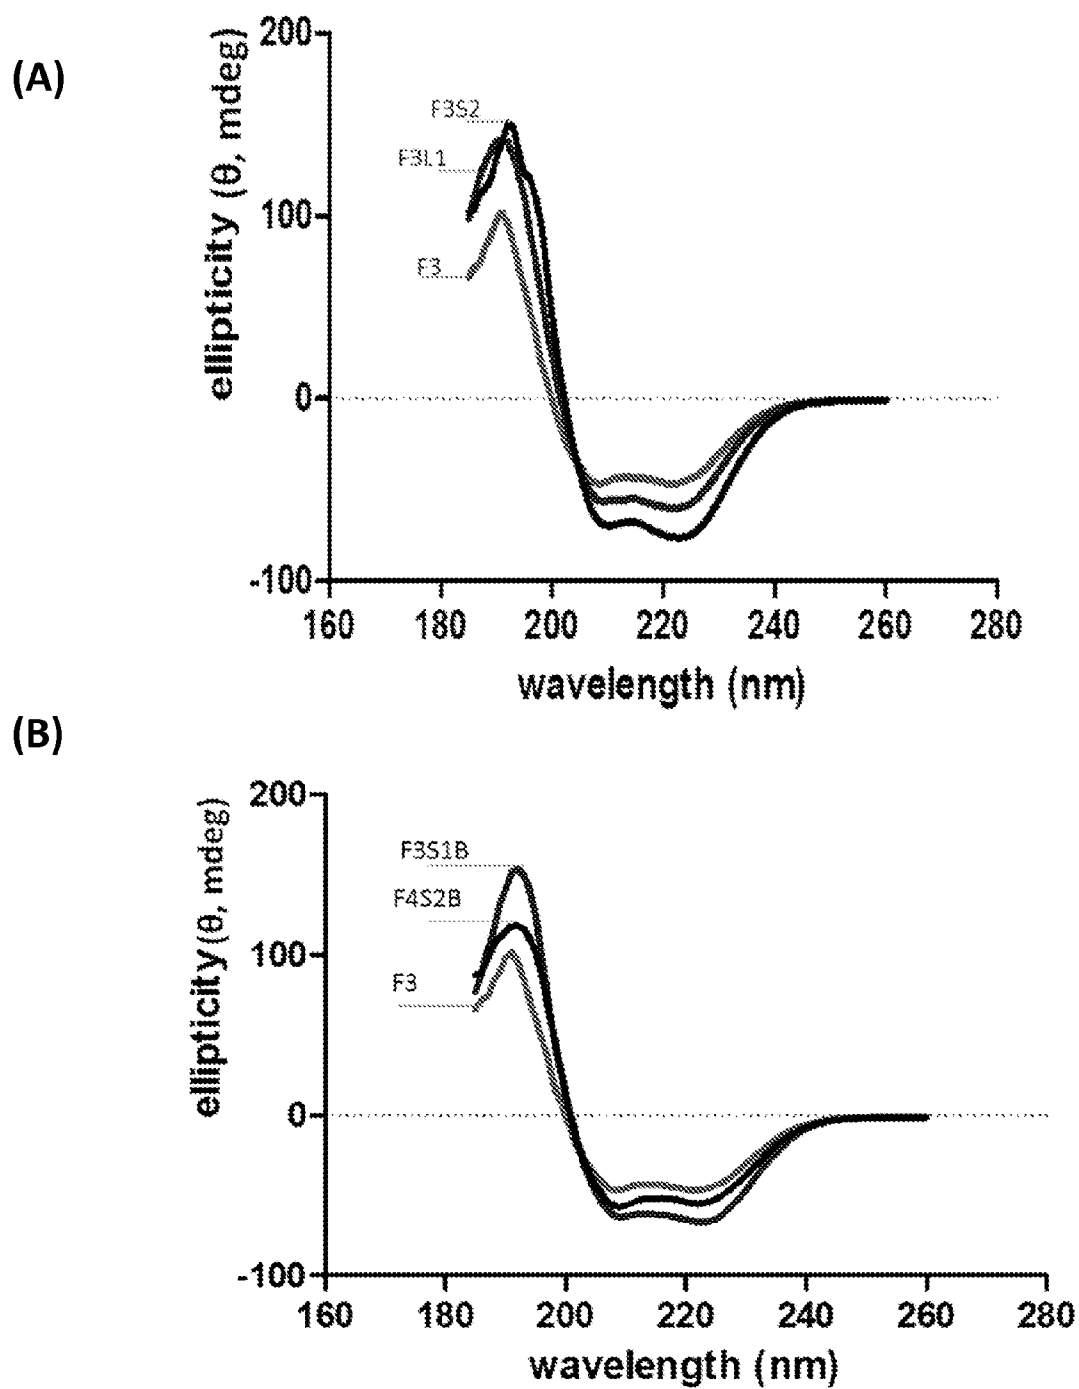 (A)
ellipticity (θ, mdeg)
200
100
0
-100
F3S2
F3L1
F3
160 180 200 220 240 260 280
wavelength (nm)
(B)
ellipticity (θ, mdeg)
200
100
0
-100
F3S1B
F4S2B
F3
160 180 200 220 240 260 280
wavelength (nm)